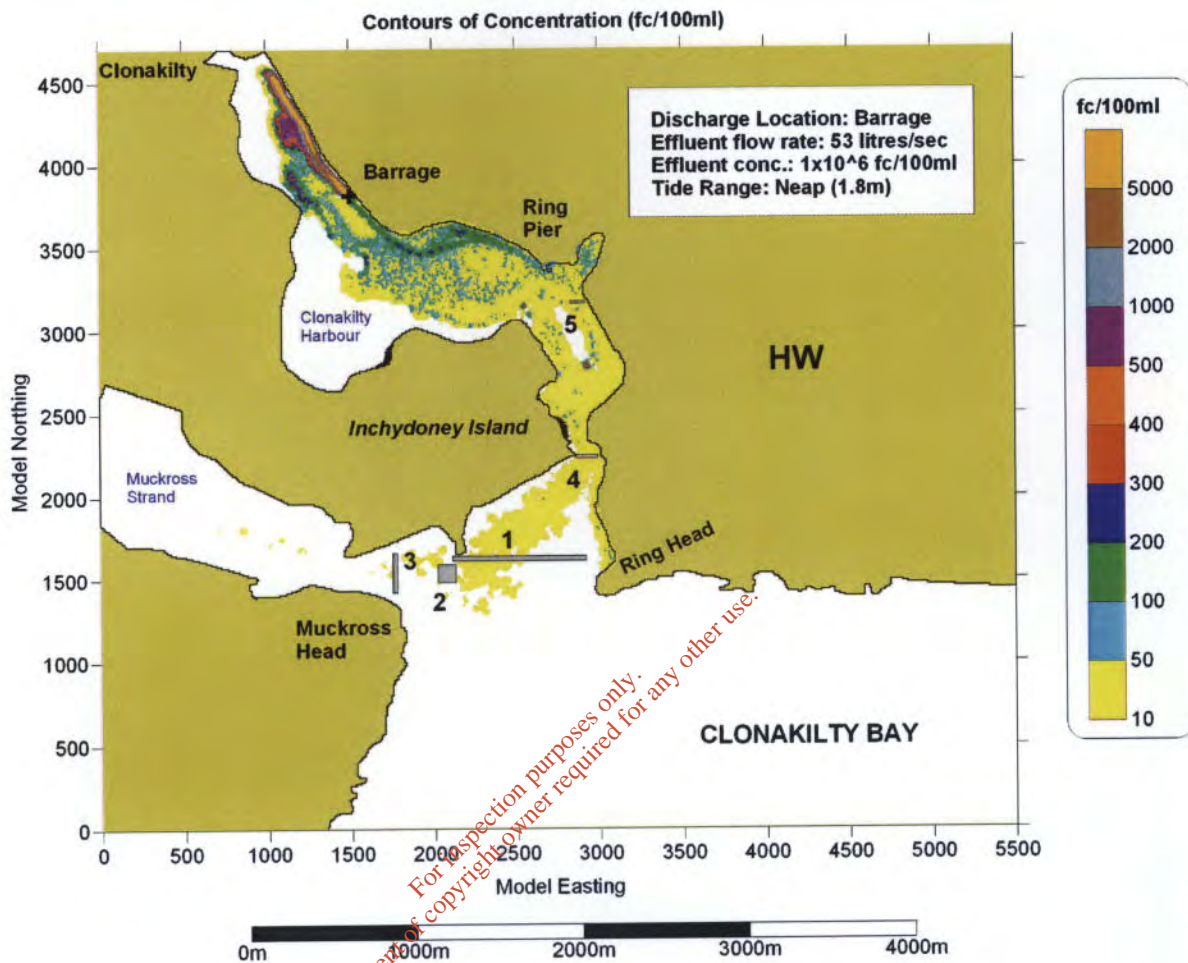 Contours of Concentration (fc/100ml)
Clonakilty
Discharge Location: Barrage
Effluent flow rate: 53 litres/sec
Effluent conc.: 1x10^6 fc/100ml
Tide Range: Neap (1.8m)
fc/100ml
5000
2000
1000
500
400
300
200
100
50
10
Barrage
Ring
Pier
Clonakilty
Harbour
5
HW
Inchydoney Island
Muckross
Strand
4
1
3
2
Ring Head
Muckross
Head
CLONAKILTY BAY
Model Northing
4500
4000
3500
3000
2500
2000
1500
1000
500
0
0
500
1000
1500
2000
2500
3000
3500
4000
4500
5000
5500
Model Easting
For inspection purposes only.
of copyright owner required for any other use.
0m
1000m
2000m
3000m
4000m